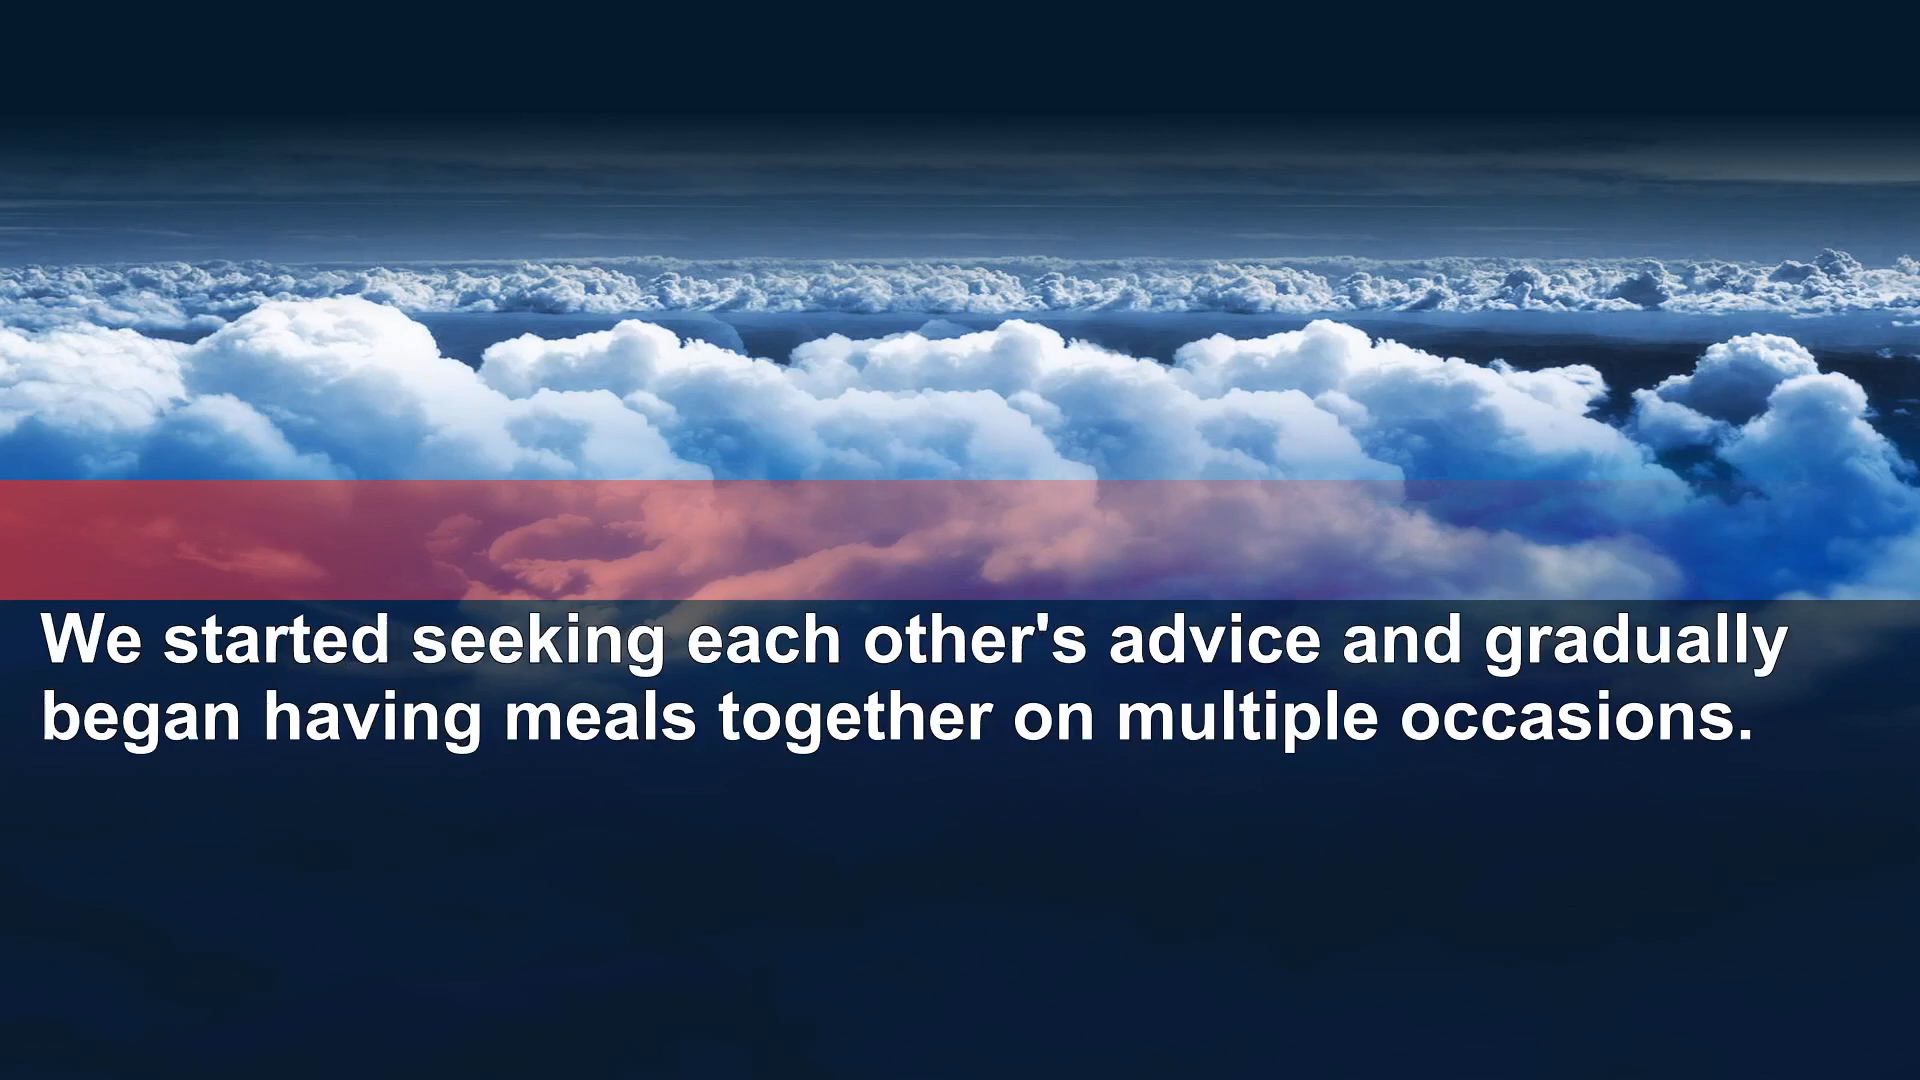 We started seeking each other's advice and gradually
began having meals together on multiple occasions.